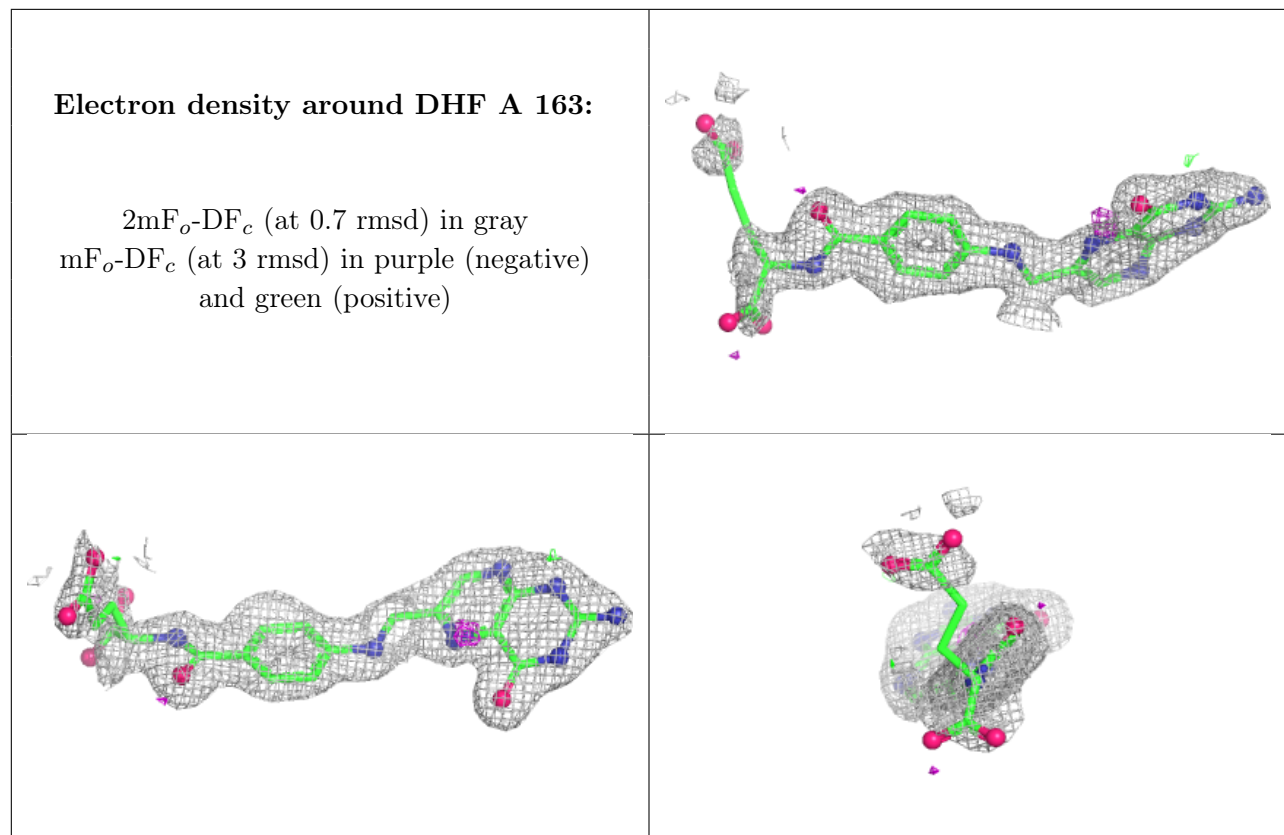 Electron density around DHF A 163:
2mFo-DFc (at 0.7 rmsd) in gray
mFo-DFc (at 3 rmsd) in purple (negative)
and green (positive)